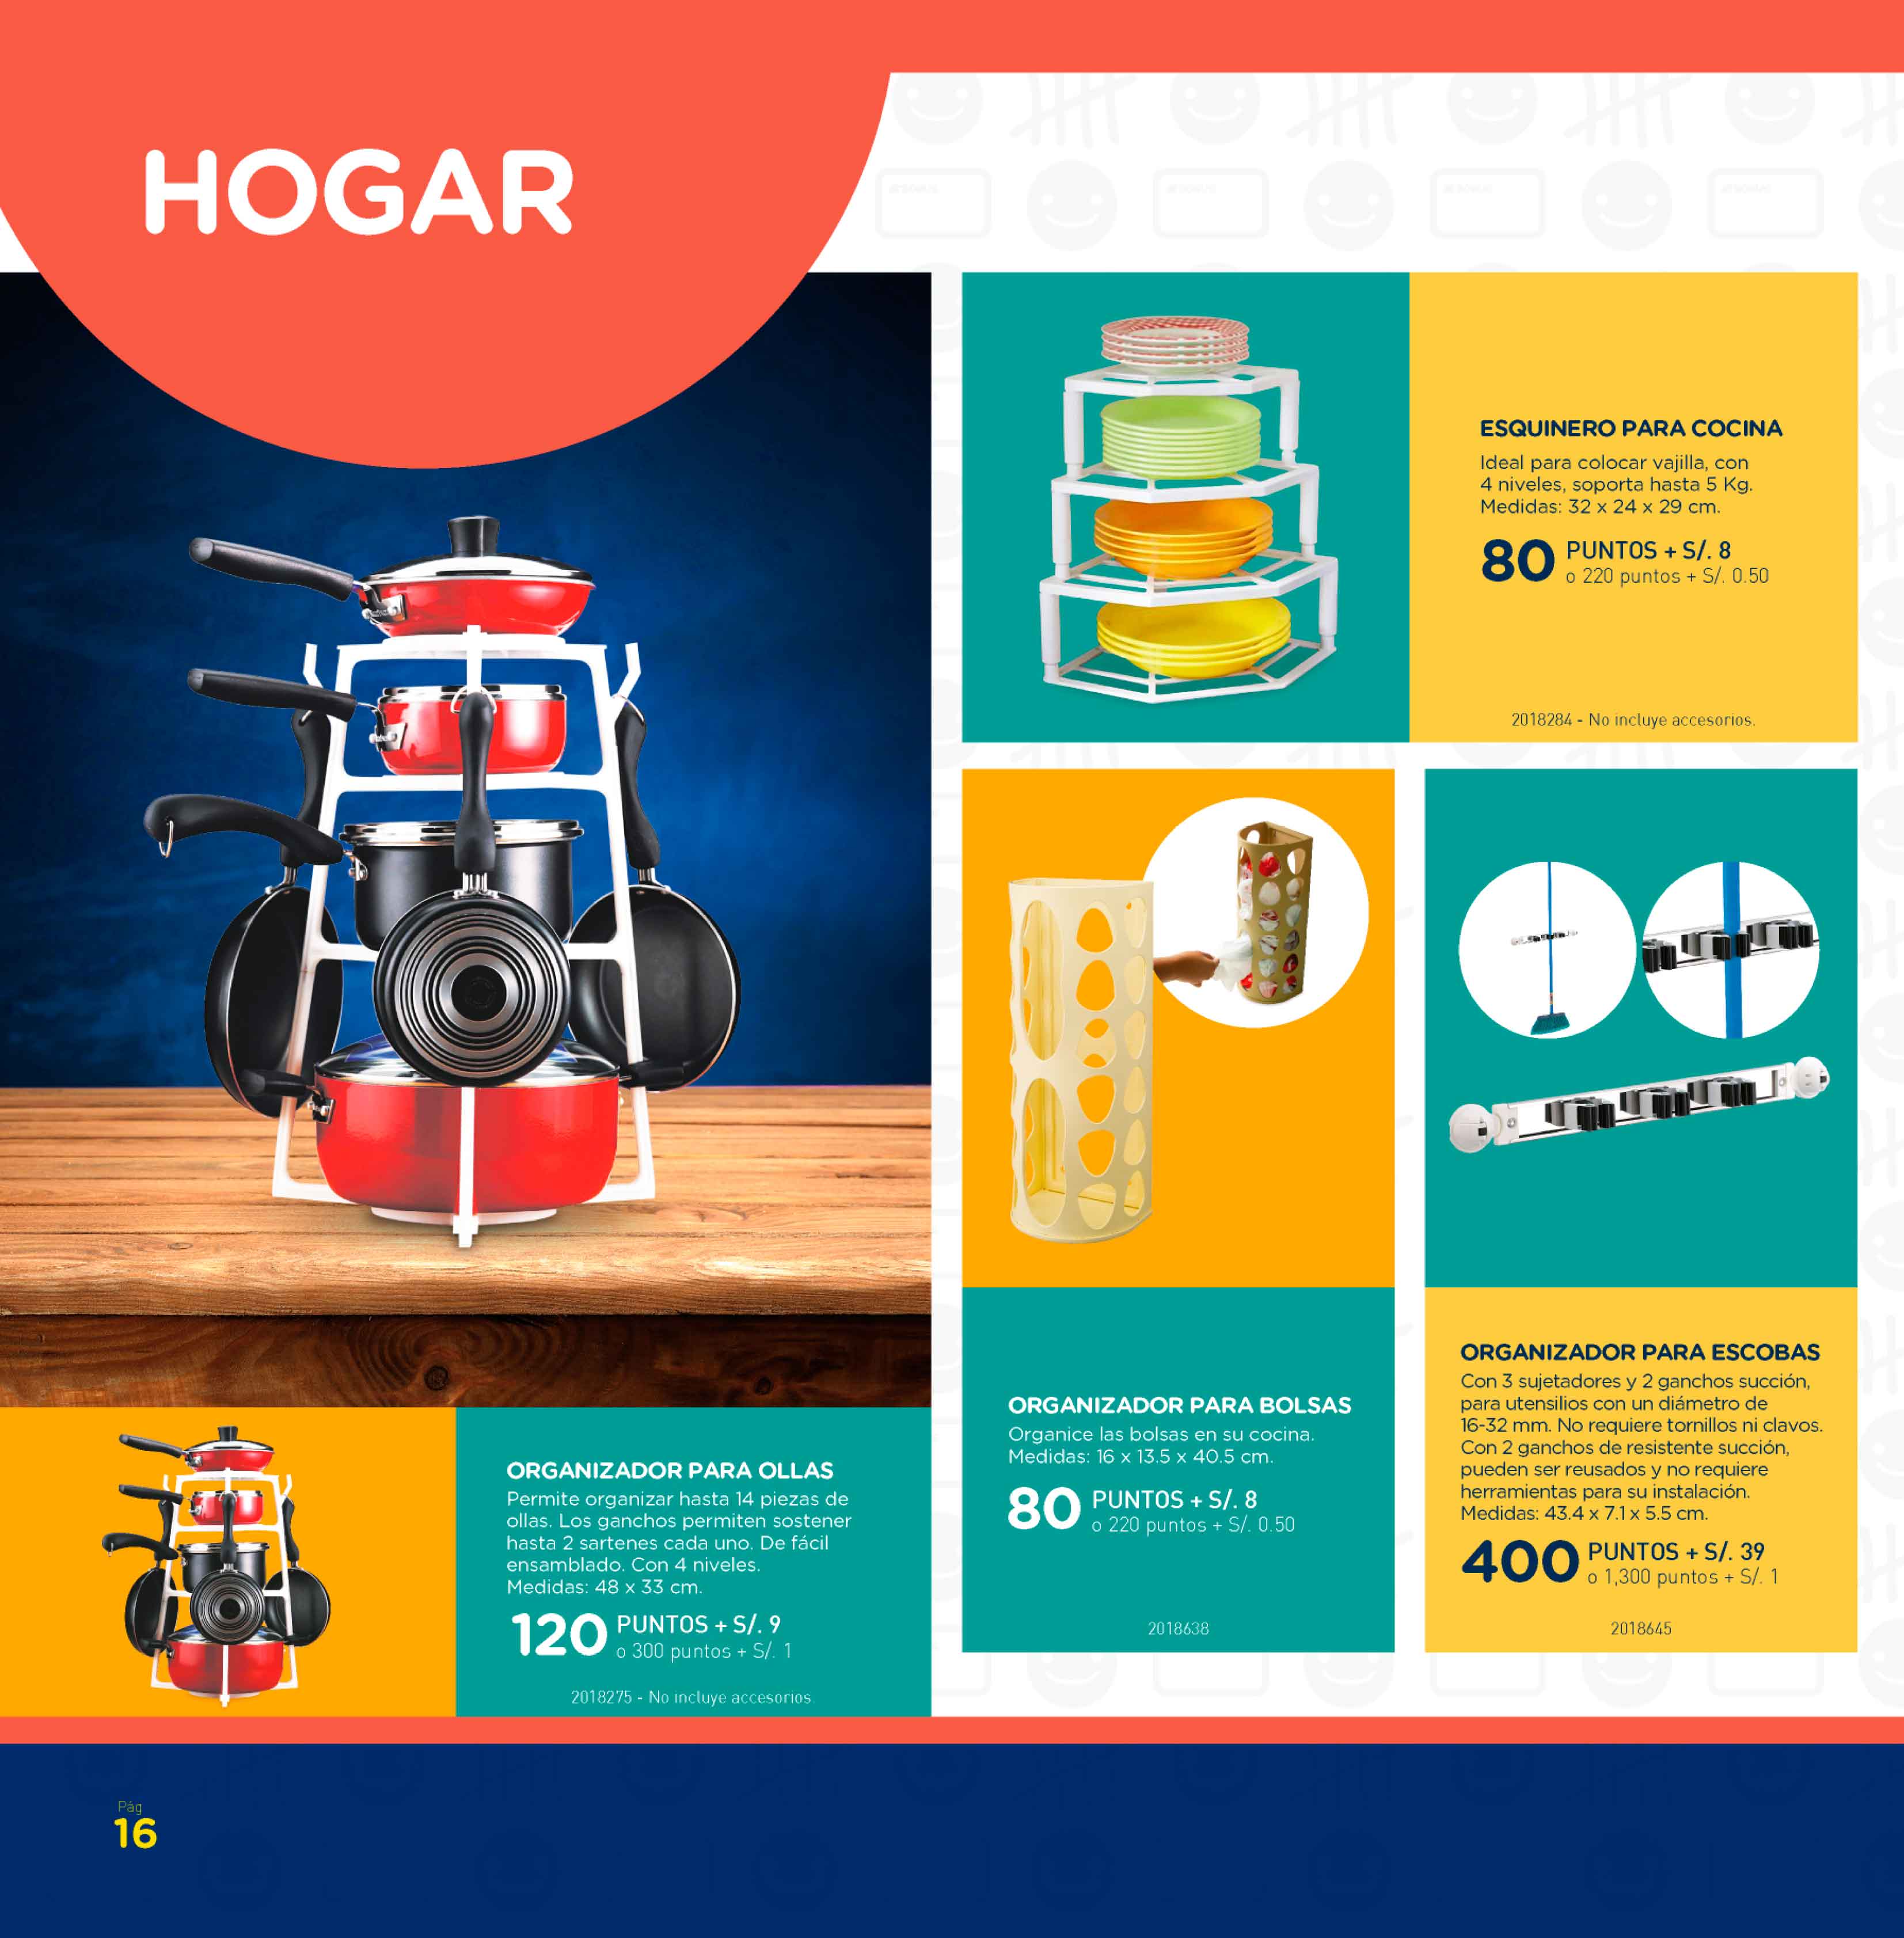 HOGAR
ESQUINERO PARA COCINA
Ideal para colocar vajilla, con
4 niveles, soporta hasta 5 Kg.
Medidas: 32 x 24 x 29 cm.
80 PUNTOS + S/. 8
o 220 puntos + S/. 0.50
2018284 - No incluye accesorios.
ORGANIZADOR PARA OLLAS
Permite organizar hasta 14 piezas de
ollas. Los ganchos permiten sostener
hasta 2 sartenes cada uno. De fácil
ensamblado. Con 4 niveles.
Medidas: 48 x 33 cm.
120 PUNTOS + S/. 9
o 300 puntos + S/. 1
2018275 - No incluye accesorios.
ORGANIZADOR PARA BOLSAS
Organice las bolsas en su cocina.
Medidas: 16 x 13.5 x 40.5 cm.
80 PUNTOS + S/. 8
o 220 puntos + S/. 0.50
2018638
ORGANIZADOR PARA ESCOBAS
Con 3 sujetadores y 2 ganchos succión,
para utensilios con un diámetro de
16-32 mm. No requiere tornillos ni clavos.
Con 2 ganchos de resistente succión,
pueden ser reusados y no requiere
herramientas para su instalación.
Medidas: 43.4 x 7.1 x 5.5 cm.
400 PUNTOS + S/. 39
o 1,300 puntos + S/. 1
2018645
Pág
16